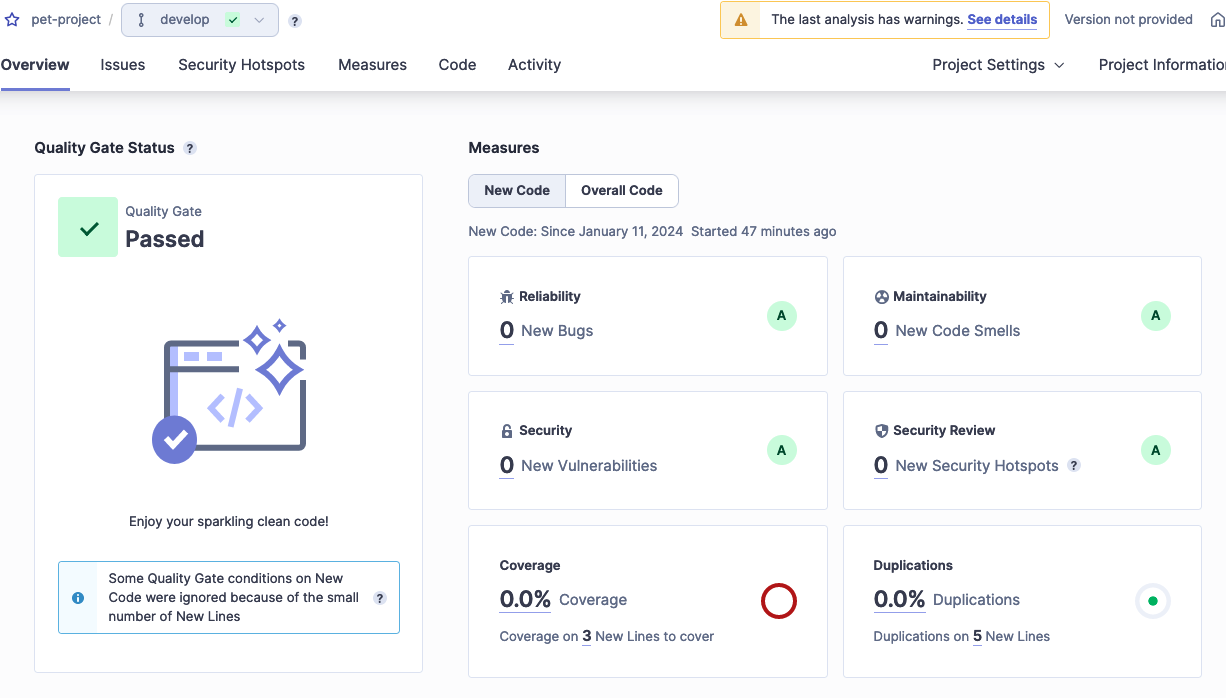 pet-project / develop ?
The last analysis has warnings. See details
Version not provided
Overview Issues Security Hotspots Measures Code Activity Project Settings Project Informatio
Quality Gate Status ?
Quality Gate
Passed
</>
Enjoy your sparkling clean code!
Some Quality Gate conditions on New
Code were ignored because of the small ?
number of New Lines
Measures
New Code Overall Code
New Code: Since January 11, 2024 Started 47 minutes ago
Reliability
0 New Bugs
A
Maintainability
0 New Code Smells
A
Security
0 New Vulnerabilities
A
Security Review
0 New Security Hotspots ?
A
Coverage
0.0% Coverage
Coverage on 3 New Lines to cover
Duplications
0.0% Duplications
Duplications on 5 New Lines